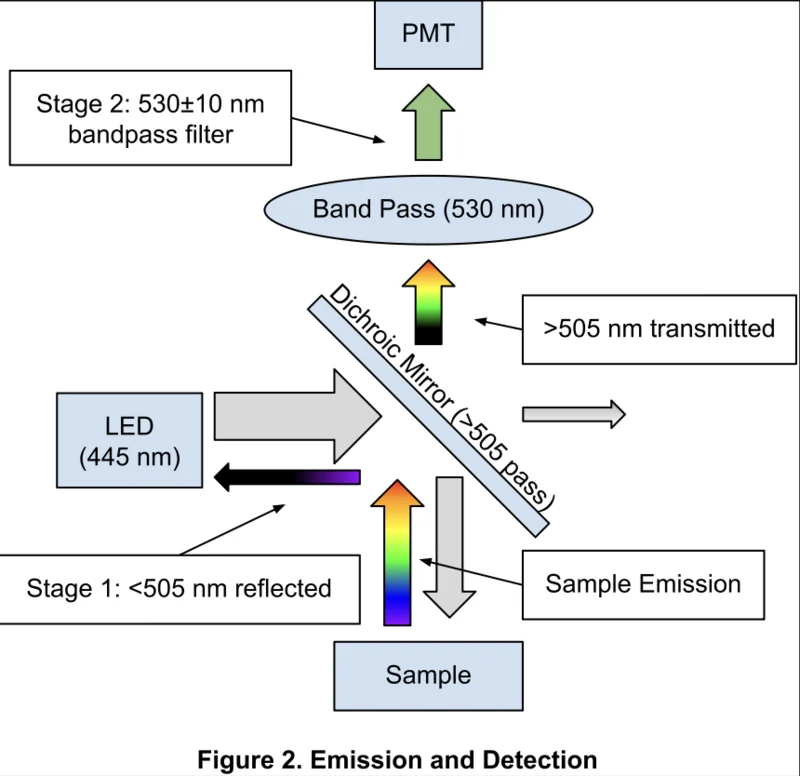 PMT
Stage 2: 530±10 nm
bandpass filter
Band Pass (530 nm)
Dichroic Mirror (>505 pass)
>505 nm transmitted
LED
(445 nm)
Stage 1: <505 nm reflected
Sample Emission
Sample
Figure 2. Emission and Detection